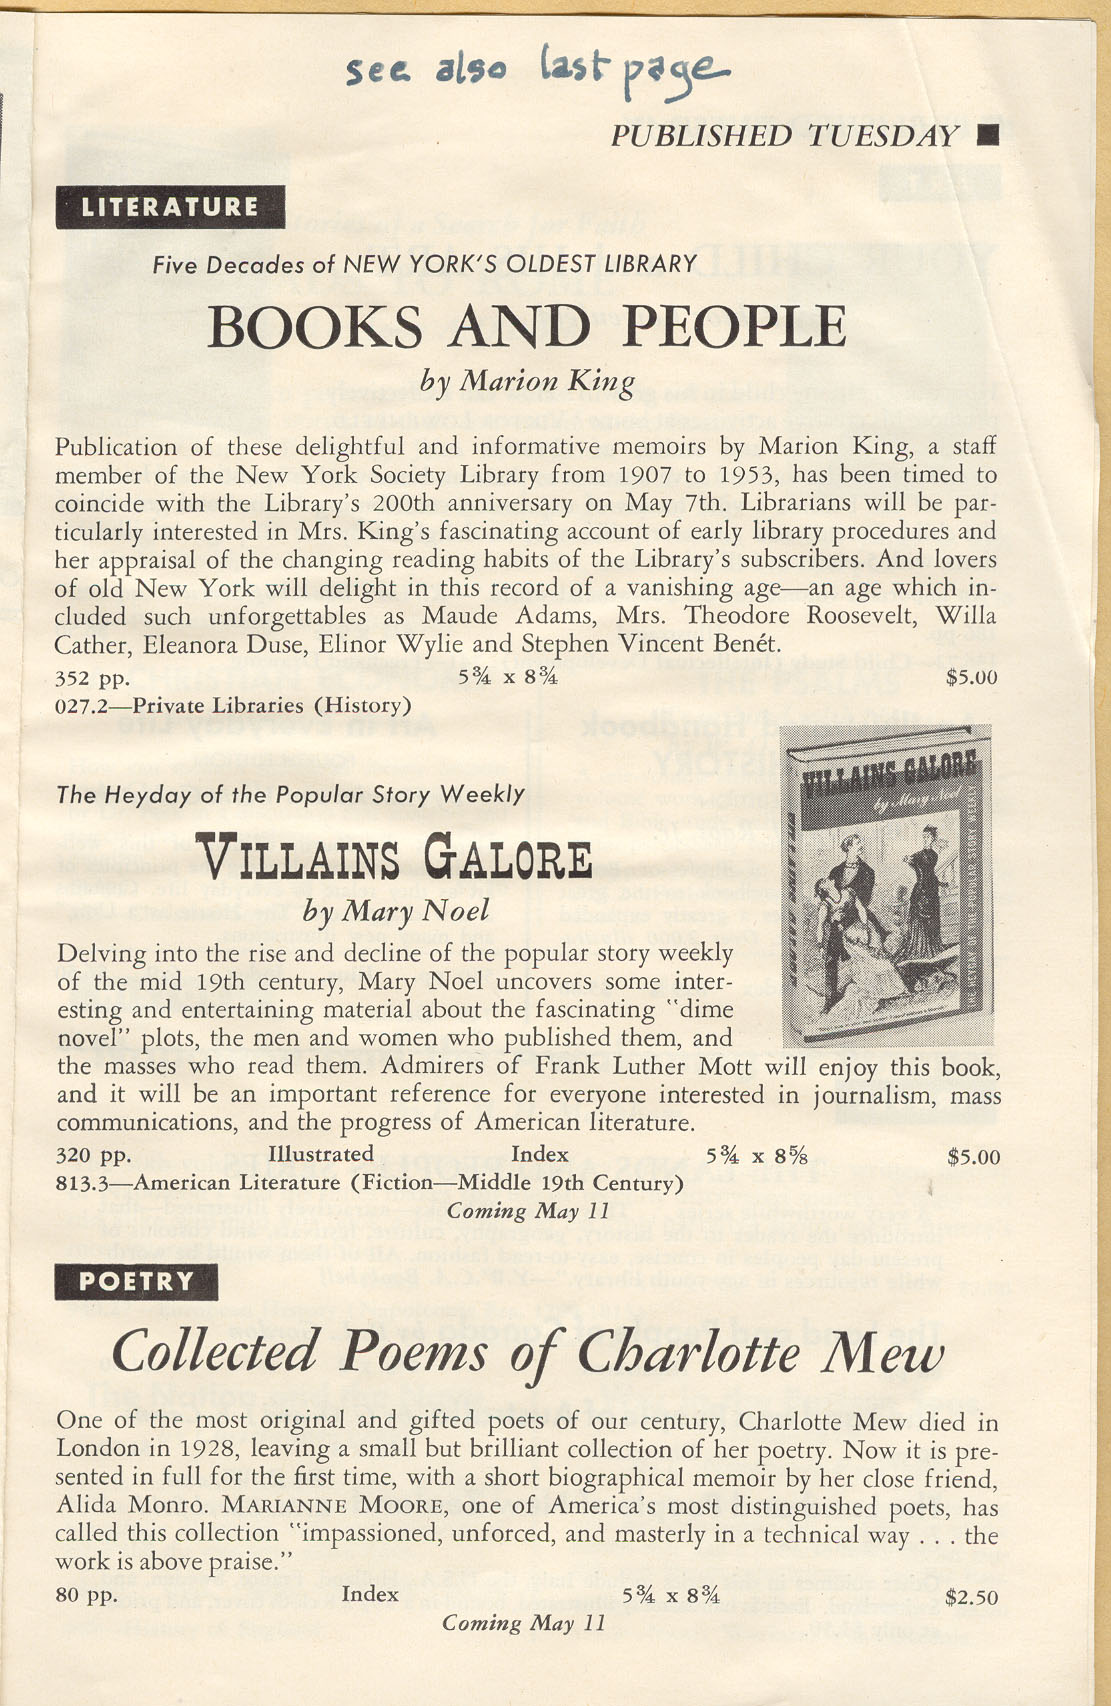 see also last page
PUBLISHED TUESDAY ■
LITERATURE
Five Decades of NEW YORK'S OLDEST LIBRARY
BOOKS AND PEOPLE
by Marion King
Publication of these delightful and informative memoirs by Marion King, a staff
member of the New York Society Library from 1907 to 1953, has been timed to
coincide with the Library's 200th anniversary on May 7th. Librarians will be par-
ticularly interested in Mrs. King's fascinating account of early library procedures and
her appraisal of the changing reading habits of the Library's subscribers. And lovers
of old New York will delight in this record of a vanishing age—an age which in-
cluded such unforgettables as Maude Adams, Mrs. Theodore Roosevelt, Willa
Cather, Eleanora Duse, Elinor Wylie and Stephen Vincent Benét.
352 pp. 5¾ x 8¾ $5.00
027.2—Private Libraries (History)
The Heyday of the Popular Story Weekly
VILLAINS GALORE
by Mary Noel
VILLAINS GALORE
by Mary Noel
VILLAINS GALORE
THE HEYDAY OF THE POPULAR STORY WEEKLY
Delving into the rise and decline of the popular story weekly
of the mid 19th century, Mary Noel uncovers some inter-
esting and entertaining material about the fascinating "dime
novel" plots, the men and women who published them, and
the masses who read them. Admirers of Frank Luther Mott will enjoy this book,
and it will be an important reference for everyone interested in journalism, mass
communications, and the progress of American literature.
320 pp. Illustrated Index 5¾ x 8⅝ $5.00
813.3—American Literature (Fiction—Middle 19th Century)
Coming May 11
POETRY
Collected Poems of Charlotte Mew
One of the most original and gifted poets of our century, Charlotte Mew died in
London in 1928, leaving a small but brilliant collection of her poetry. Now it is pre-
sented in full for the first time, with a short biographical memoir by her close friend,
Alida Monro. MARIANNE MOORE, one of America's most distinguished poets, has
called this collection "impassioned, unforced, and masterly in a technical way . . . the
work is above praise."
80 pp. Index 5¾ x 8¾ $2.50
Coming May 11